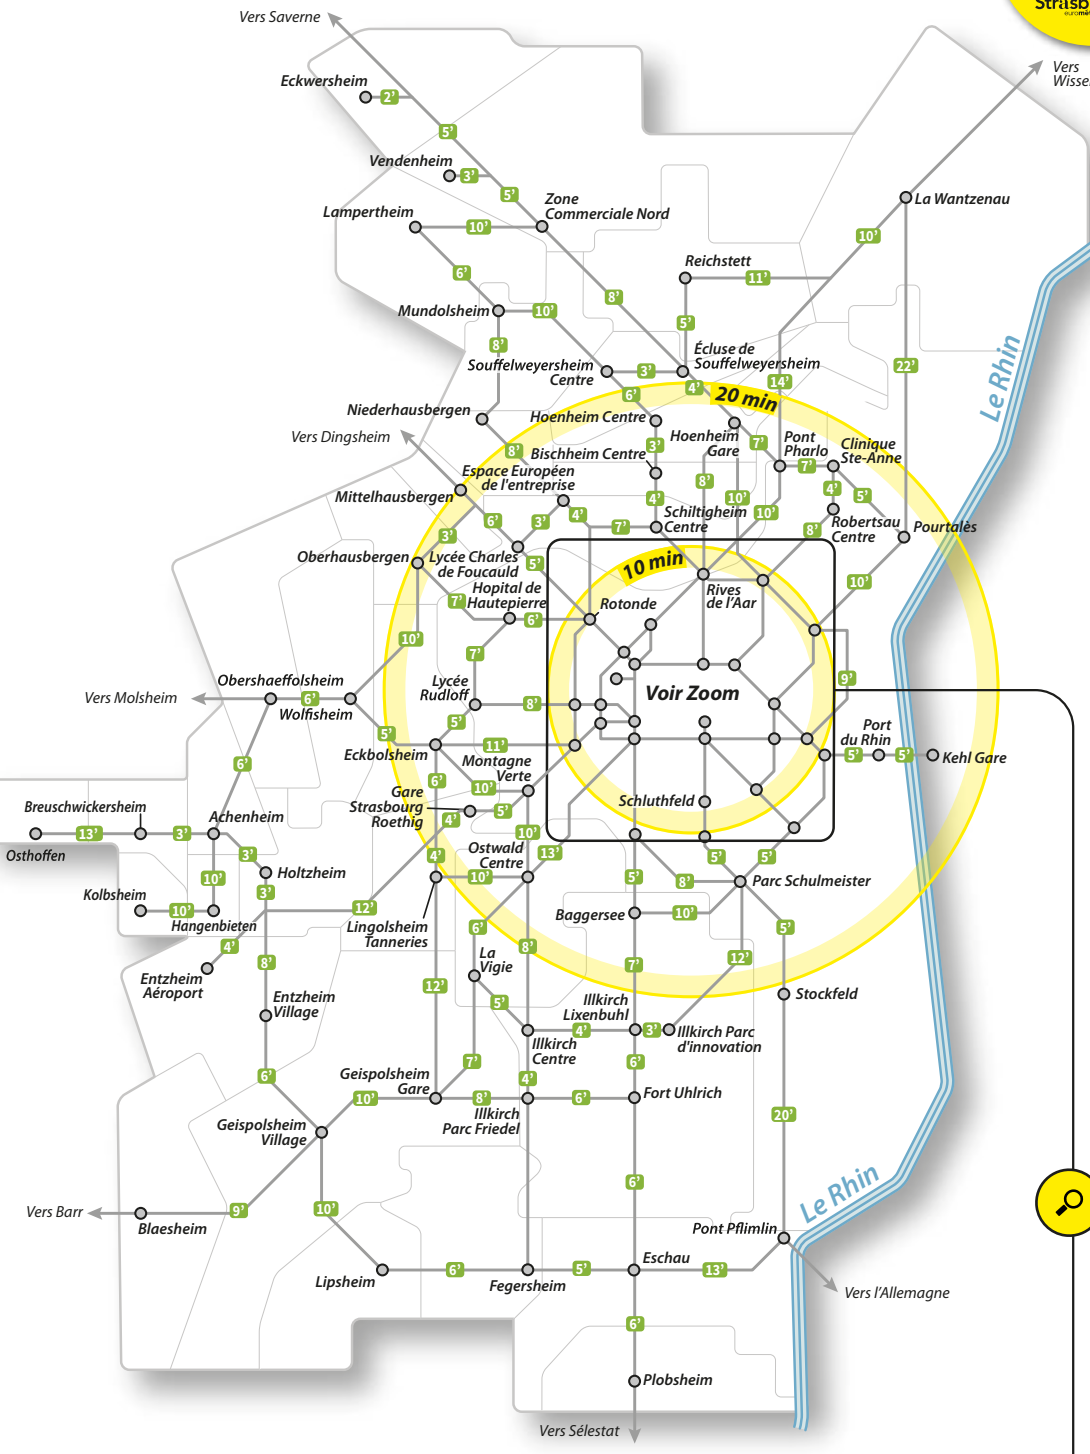 Strasb
Vers Saverne
Vers
Eckwersheim
2'
5'
Vendenheim
3'
5'
Zone
Commerciale Nord
La Wantzenau
Lampertheim
10'
10'
Reichstett
11'
6'
8'
Mundolsheim
10'
5'
8'
Écluse de
Souffelweyersheim
Souffelweyersheim
Centre
3'
22'
4'
14'
6'
20 min
Niederhausbergen
Hoenheim Centre
Vers Dingsheim
Hoenheim
Gare
7'
Pont
Pharlo
Clinique
Ste-Anne
3'
8'
Bischheim Centre
7'
Espace Européen
de l'entreprise
8'
4'
5'
Mittelhausbergen
4'
10'
10'
Schiltigheim
Centre
Robertsau
Centre
Pourtalès
6'
3'
4'
7'
8'
3'
Oberhausbergen
Lycée Charles
de Foucauld
5'
10 min
10'
Hopital de
Hautepierre
Rives
de l'Aar
7'
6'
Rotonde
10'
7'
Obershaeffolsheim
Lycée
Rudloff
Voir Zoom
9'
Vers Molsheim
6'
Wolfisheim
8'
5'
5'
Port
du Rhin
Eckbolsheim
11'
5'
5'
Kehl Gare
6'
Montagne
Verte
6'
10'
Gare
Strasbourg
Roethig
Schluthfeld
Breuschwickersheim
Achenheim
5'
4'
13'
3'
10'
Osthoffen
Ostwald
Centre
13'
3'
4'
5'
5'
Holtzheim
10'
10'
5'
8'
Parc Schulmeister
Kolbsheim
3'
10'
12'
Baggersee
10'
Hangenbieten
Lingolsheim
Tanneries
6'
5'
4'
8'
La
Vigie
8'
7'
12'
Entzheim
Aéroport
12'
Entzheim
Village
5'
Illkirch
Lixenbuhl
Stockfeld
4'
3'
Illkirch Parc
d'innovation
Illkirch
Centre
7'
6'
6'
Geispolsheim
Gare
4'
10'
8'
6'
Fort Uhlrich
Geispolsheim
Village
Illkirch
Parc Friedel
20'
6'
Le Rhin
Le Rhin
Vers Barr
9'
10'
Blaesheim
Pont Pflimlin
Eschau
Lipsheim
6'
5'
13'
Fegersheim
Vers l'Allemagne
6'
Plobsheim
Vers Sélestat